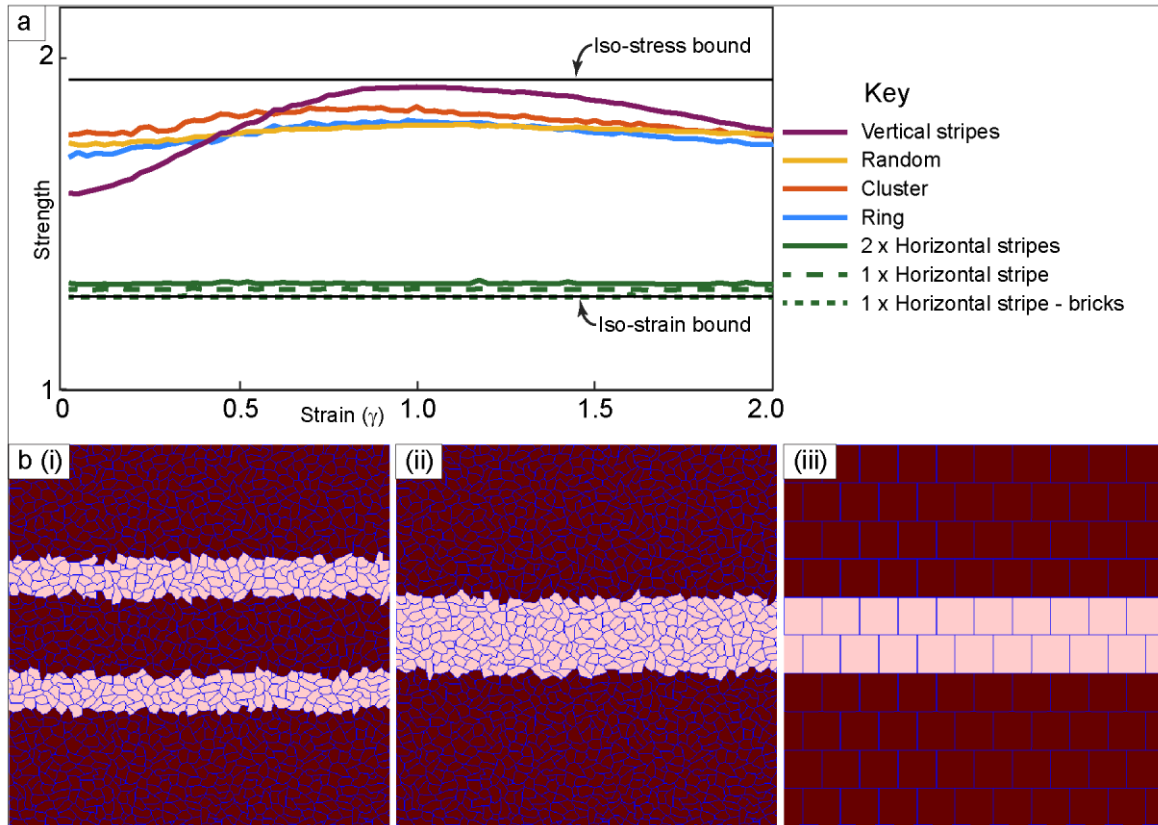 a
Iso-stress bound
2
Strength
Iso-strain bound
1
0
0.5
1.0
1.5
2.0
Strain (γ)
Key
Vertical stripes
Random
Cluster
Ring
2 x Horizontal stripes
1 x Horizontal stripe
1 x Horizontal stripe - bricks
b (i)
(ii)
(iii)